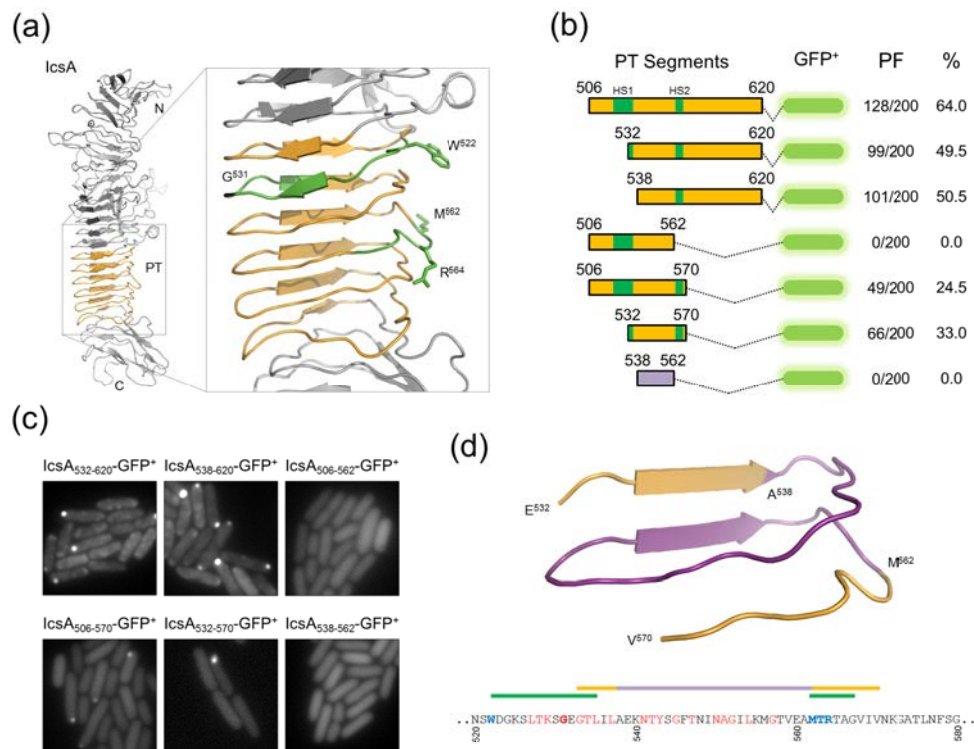 (a)
IcsA
N
PT
C
W522
G531
M562
R564
(b)
PT Segments GFP+ PF %
506 HS1 HS2 620 128/200 64.0
532 620 99/200 49.5
538 620 101/200 50.5
506 562 0/200 0.0
506 570 49/200 24.5
532 570 66/200 33.0
538 562 0/200 0.0
(c)
IcsA532-620-GFP+ IcsA538-620-GFP+ IcsA506-562-GFP+
IcsA506-570-GFP+ IcsA532-570-GFP+ IcsA538-562-GFP+
(d)
E532
A538
M562
V570
..NSWDGKSLTKSGEGTLILAEKNTYSGFTNINAGILKMGTVEAMTRTAGVIVNKGATLNFSG..
520 540 560 580